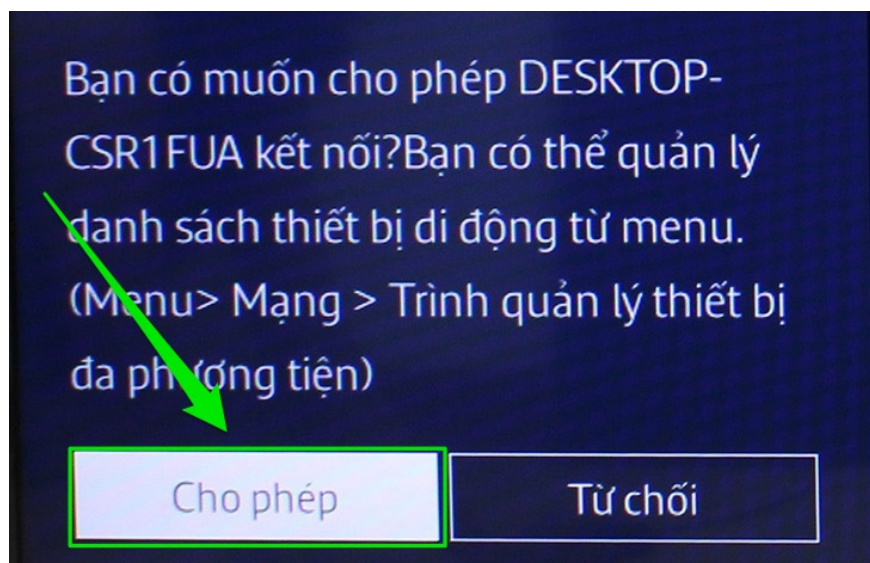 Bạn có muốn cho phép DESKTOP-
CSR1FUA kết nối?Bạn có thể quản lý
danh sách thiết bị di động từ menu.
(Menu> Mạng > Trình quản lý thiết bị
đa phương tiện)
Cho phép
Từ chối